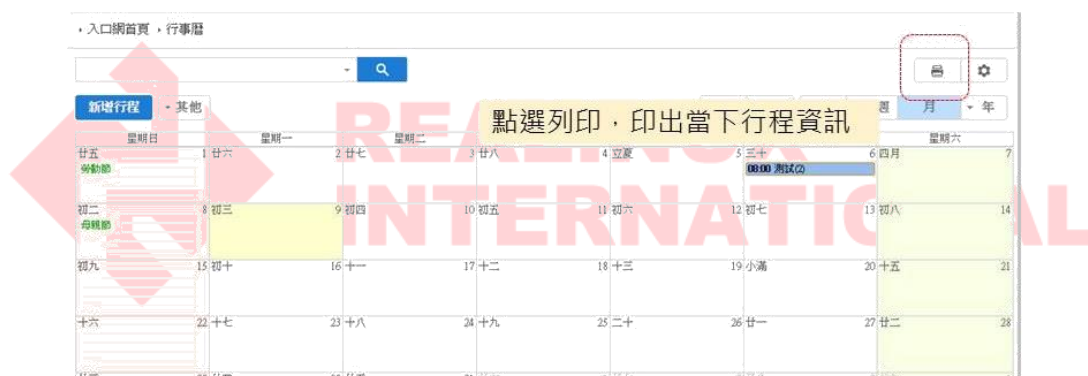 入口網首頁 行事曆
新增行程 其他
點選列印，印出當下行程資訊
週 月 年
星期日 星期一 星期二 星期六
廿五 1 廿六 2 廿七 3 廿八 4 立夏 5 三十 6 四月 7
勞動節 08:00 測試(2)
初二 8 初三 9 初四 10 初五 11 初六 12 初七 13 初八 14
母親節
INTERNATIONAL
初九 15 初十 16 十一 17 十二 18 十三 19 小滿 20 十五 21
十六 22 十七 23 十八 24 十九 25 二十 26 廿一 27 廿二 28